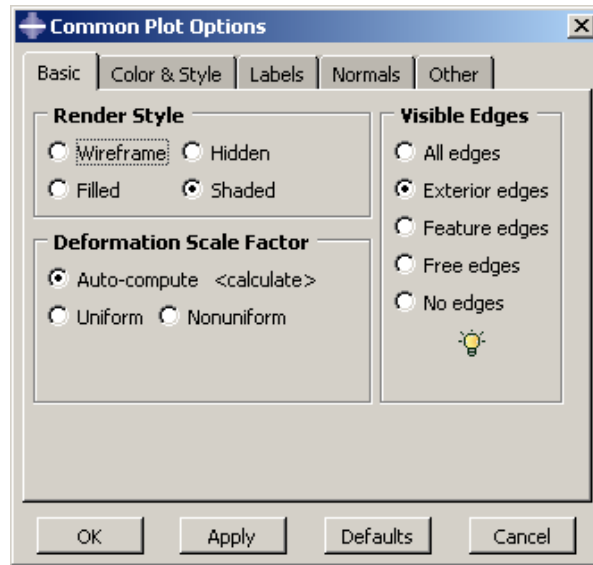 Common Plot Options
Basic Color & Style Labels Normals Other
Render Style
Wireframe Hidden
Filled Shaded
Deformation Scale Factor
Auto-compute <calculate>
Uniform Nonuniform
Visible Edges
All edges
Exterior edges
Feature edges
Free edges
No edges
OK Apply Defaults Cancel